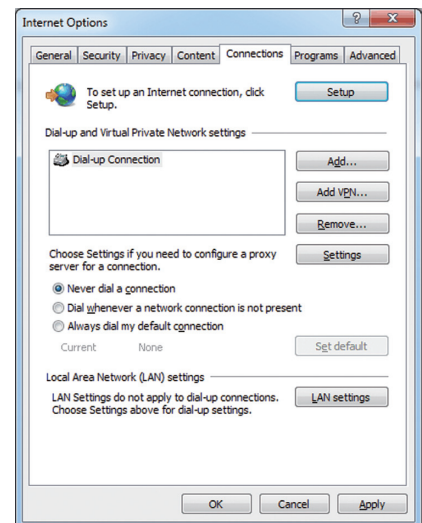 Internet Options
General Security Privacy Content Connections Programs Advanced
To set up an Internet connection, click
Setup.
Setup
Dial-up and Virtual Private Network settings
Dial-up Connection
Add...
Add VPN...
Remove...
Choose Settings if you need to configure a proxy
server for a connection.
Settings
Never dial a connection
Dial whenever a network connection is not present
Always dial my default connection
Current None
Set default
Local Area Network (LAN) settings
LAN Settings do not apply to dial-up connections.
Choose Settings above for dial-up settings.
LAN settings
OK Cancel Apply